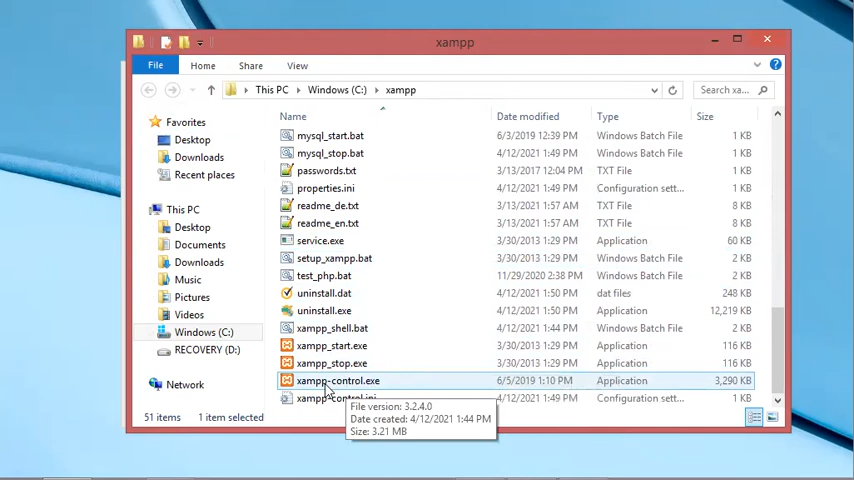 xampp
File Home Share View
This PC Windows (C:) xampp Search xa...
Name Date modified Type Size
Favorites
Desktop
Downloads
Recent places
This PC
Desktop
Documents
Downloads
Music
Pictures
Videos
Windows (C:)
RECOVERY (D:)
Network
mysql_start.bat 6/3/2019 12:39 PM Windows Batch File 1 KB
mysql_stop.bat 4/12/2021 1:49 PM Windows Batch File 1 KB
passwords.txt 3/13/2017 12:04 PM TXT File 1 KB
properties.ini 4/12/2021 1:49 PM Configuration sett... 1 KB
readme_de.txt 3/13/2021 1:57 AM TXT File 8 KB
readme_en.txt 3/13/2021 1:57 AM TXT File 8 KB
service.exe 3/30/2013 1:29 PM Application 60 KB
setup_xampp.bat 3/30/2013 1:29 PM Windows Batch File 2 KB
test_php.bat 11/29/2020 2:38 PM Windows Batch File 2 KB
uninstall.dat 4/12/2021 1:50 PM dat files 248 KB
uninstall.exe 4/12/2021 1:50 PM Application 12,219 KB
xampp_shell.bat 4/12/2021 1:44 PM Windows Batch File 2 KB
xampp_start.exe 3/30/2013 1:29 PM Application 116 KB
xampp_stop.exe 3/30/2013 1:29 PM Application 116 KB
xampp-control.exe 6/5/2019 1:10 PM Application 3,290 KB
xampp-control.ini 4/12/2021 1:49 PM Configuration sett... 1 KB
File version: 3.2.4.0
Date created: 4/12/2021 1:44 PM
Size: 3.21 MB
51 items 1 item selected